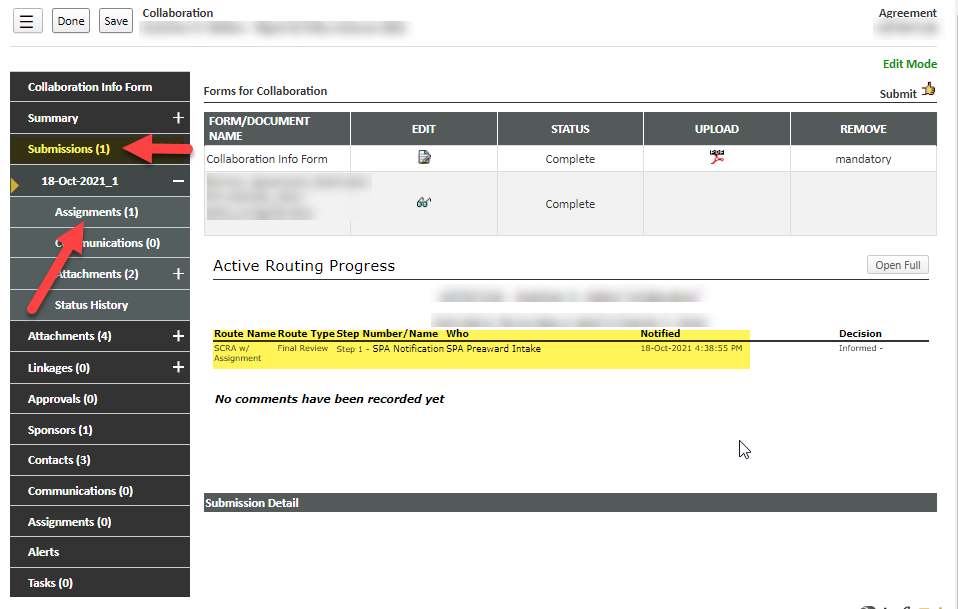 ☰ Done Save
Collaboration
Agreement
Edit Mode
Collaboration Info Form
Summary +
Submissions (1)
18-Oct-2021_1 −
Assignments (1)
Communications (0)
Attachments (2) +
Status History
Attachments (4) +
Linkages (0) +
Approvals (0)
Sponsors (1)
Contacts (3)
Communications (0)
Assignments (0)
Alerts
Tasks (0)
Forms for Collaboration
Submit
FORM/DOCUMENT
NAME
EDIT STATUS UPLOAD REMOVE
Collaboration Info Form Complete mandatory
Complete
Active Routing Progress
Open Full
Route Name Route Type Step Number/Name Who Notified Decision
SCRA w/ Final Review Step 1 - SPA Notification SPA Preaward Intake 18-Oct-2021 4:38:55 PM Informed -
Assignment
No comments have been recorded yet
Submission Detail